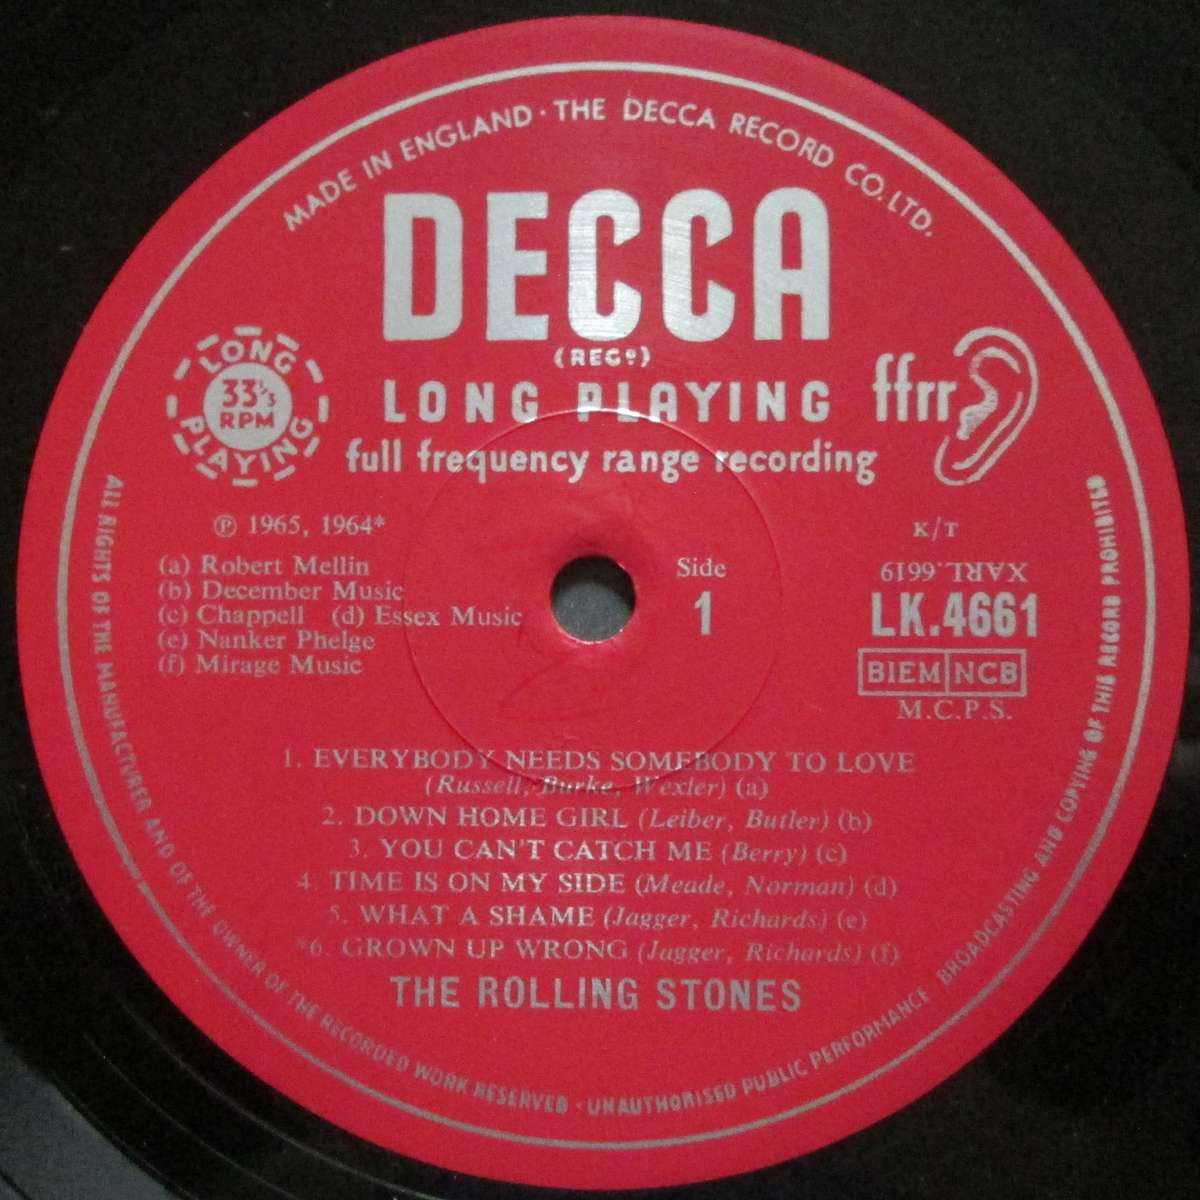 MADE IN ENGLAND · THE DECCA RECORD CO. LTD.
DECCA
(REGD)
LONG PLAYING
full frequency range recording
ffrr
LONG
33 1/3
RPM
PLAYING
Ⓟ 1965, 1964*
(a) Robert Mellin
(b) December Music
(c) Chappell (d) Essex Music
(e) Nanker Phelge
(f) Mirage Music
Side
1
K/T
XARL.6619
LK.4661
BIEM NCB
M.C.P.S.
1. EVERYBODY NEEDS SOMEBODY TO LOVE
(Russell, Burke, Wexler) (a)
2. DOWN HOME GIRL (Leiber, Butler) (b)
3. YOU CAN'T CATCH ME (Berry) (c)
4. TIME IS ON MY SIDE (Meade, Norman) (d)
5. WHAT A SHAME (Jagger, Richards) (e)
*6. GROWN UP WRONG (Jagger, Richards) (f)
THE ROLLING STONES
ALL RIGHTS OF THE MANUFACTURER AND OF THE OWNER OF THE RECORDED WORK RESERVED · UNAUTHORISED PUBLIC PERFORMANCE BROADCASTING AND COPYING OF THIS RECORD PROHIBITED